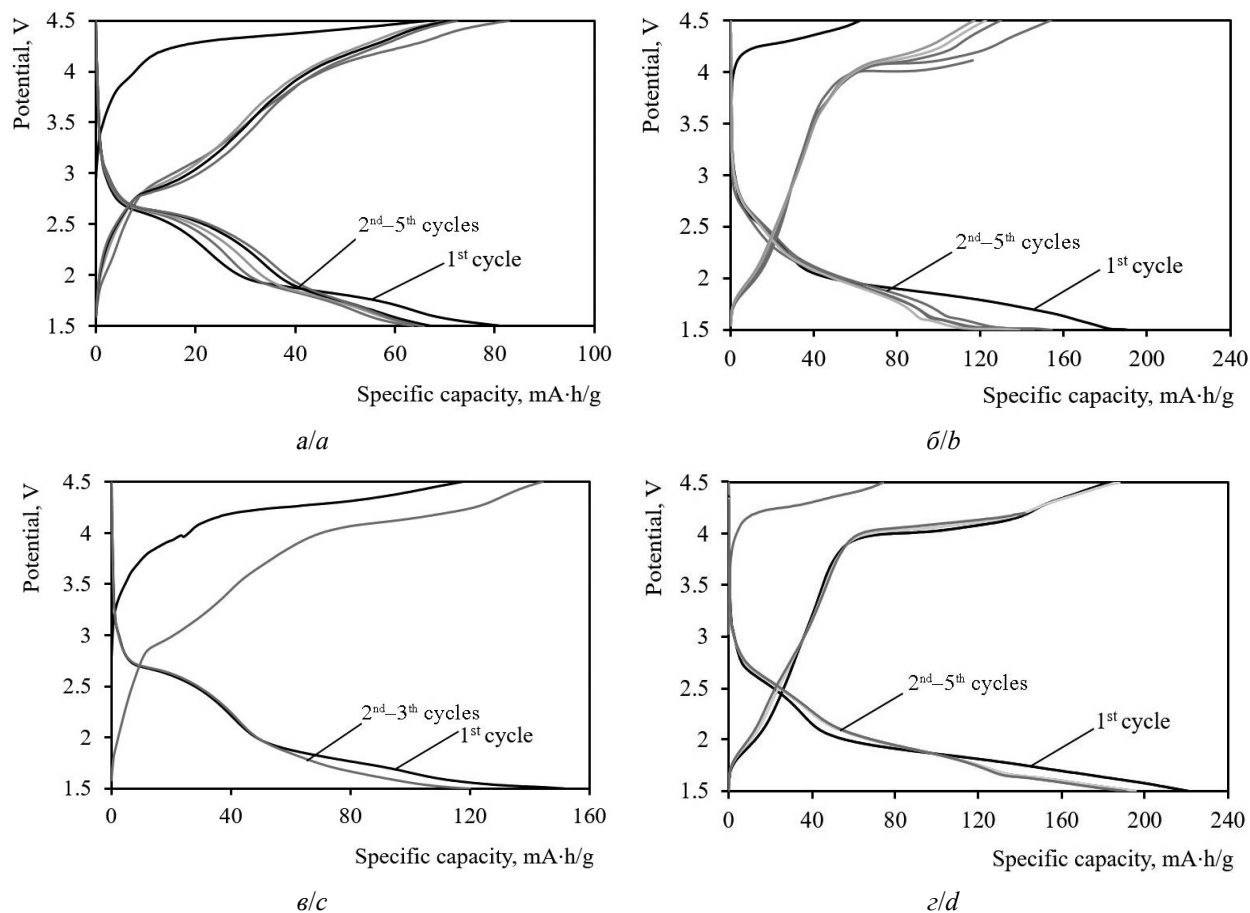 Potential, V
4.5
4
3.5
3
2.5
2
1.5
2nd–5th cycles
1st cycle
0 20 40 60 80 100
Specific capacity, mA·h/g
а/a
Potential, V
4.5
4
3.5
3
2.5
2
1.5
2nd–5th cycles
1st cycle
0 40 80 120 160 200 240
Specific capacity, mA·h/g
б/b
Potential, V
4.5
4
3.5
3
2.5
2
1.5
2nd–3th cycles
1st cycle
0 40 80 120 160
Specific capacity, mA·h/g
в/c
Potential, V
4.5
4
3.5
3
2.5
2
1.5
2nd–5th cycles
1st cycle
0 40 80 120 160 200 240
Specific capacity, mA·h/g
г/d